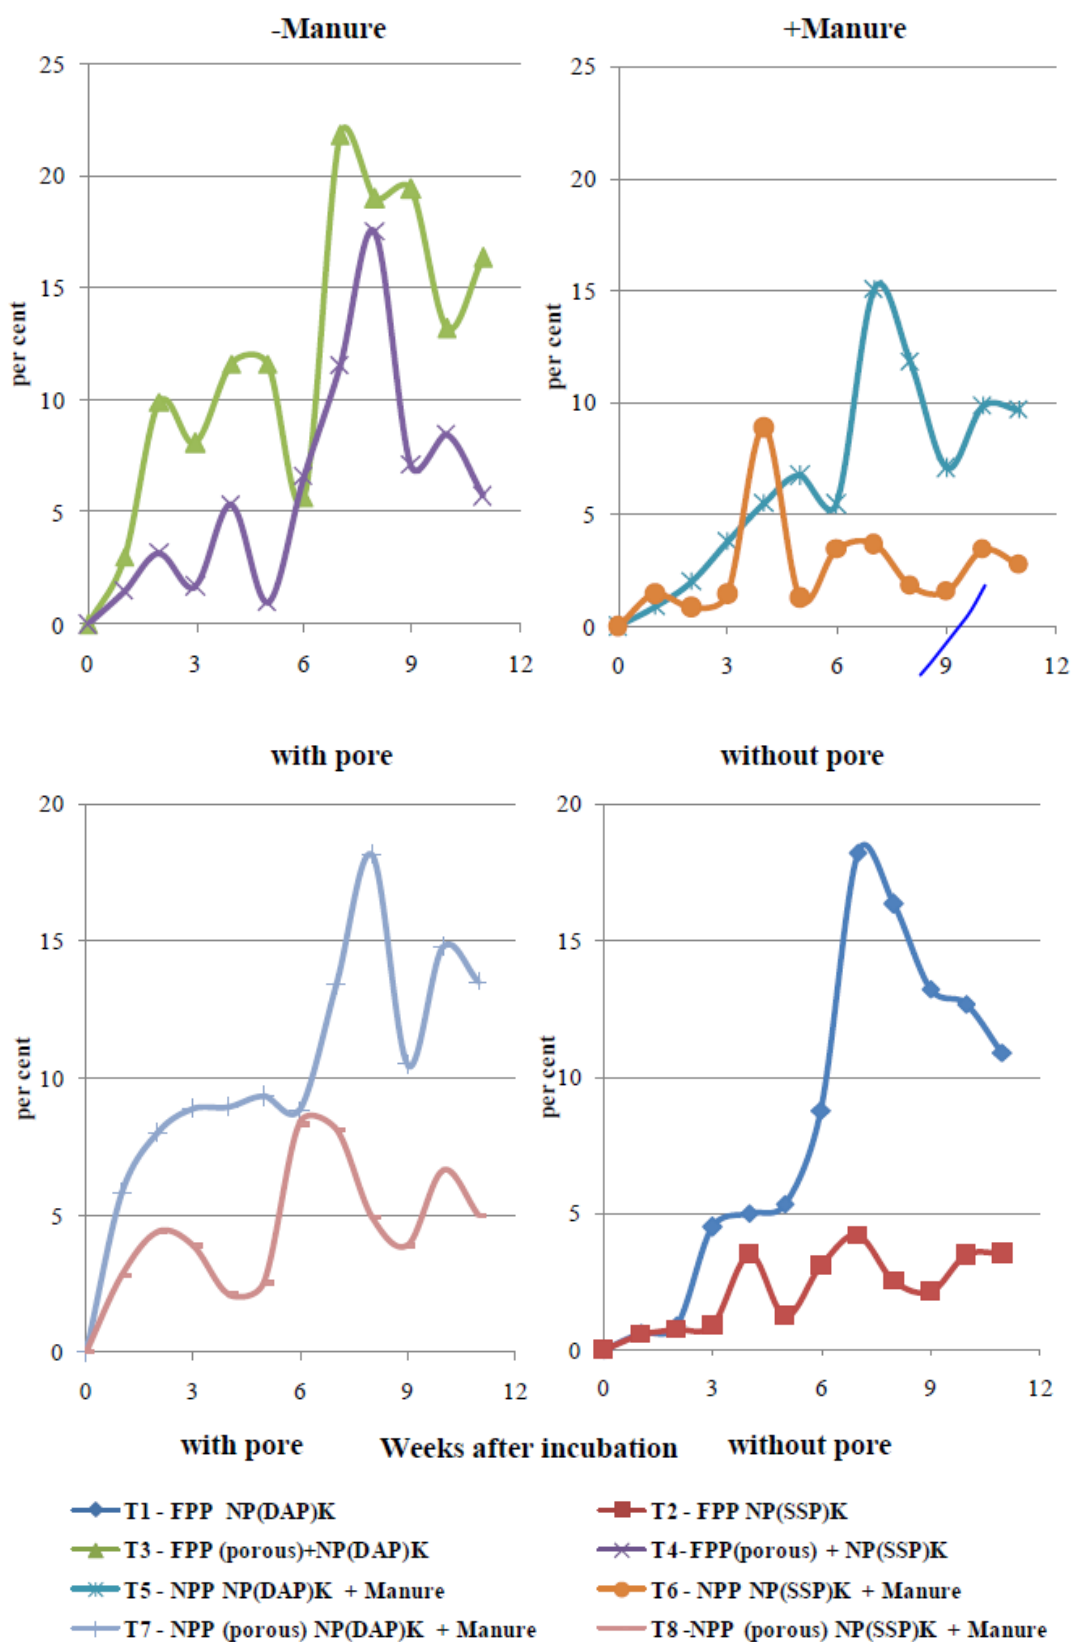 -Manure +Manure
25 25
20 20
15 15
per cent per cent
10 10
5 5
0 0
0 3 6 9 12 0 3 6 9 12
with pore without pore
20 20
15 15
per cent per cent
10 10
5 5
0 0
0 3 6 9 12 0 3 6 9 12
with pore Weeks after incubation without pore
T1 - FPP NP(DAP)K T2 - FPP NP(SSP)K
T3 - FPP (porous)+NP(DAP)K T4-FPP(porous) + NP(SSP)K
T5 - NPP NP(DAP)K + Manure T6 - NPP NP(SSP)K + Manure
T7 - NPP (porous) NP(DAP)K + Manure T8 -NPP (porous) NP(SSP)K + Manure